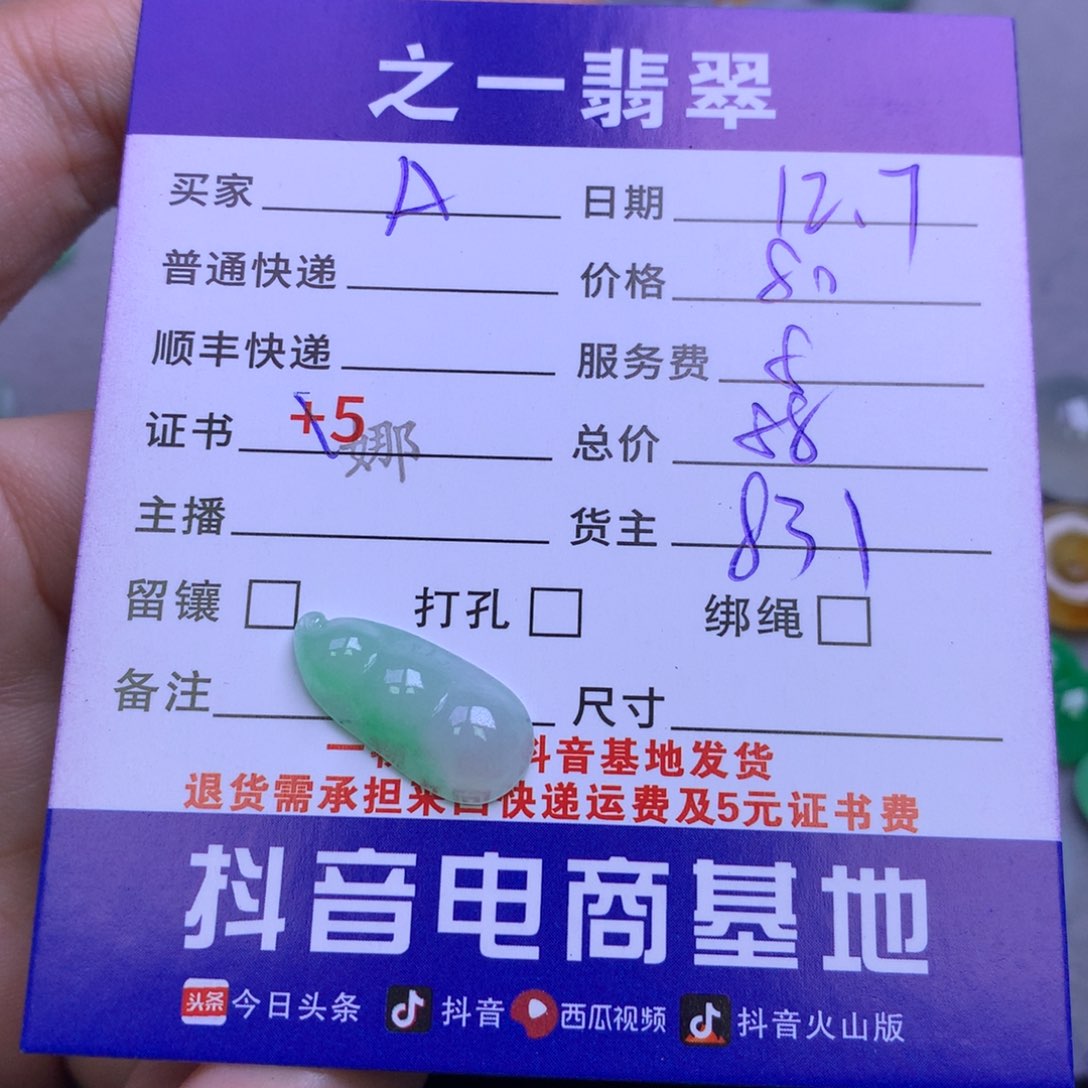 之一翡翠
买家 A 日期 12.7
普通快递 价格 80
顺丰快递 服务费 8
证书 +5 娜 总价 88
主播 货主 831
留镶 打孔 绑绳
备注 尺寸
一 抖音基地发货
退货需承担来回快递运费及5元证书费
抖音电商基地
头条 今日头条 抖音 西瓜视频 抖音火山版